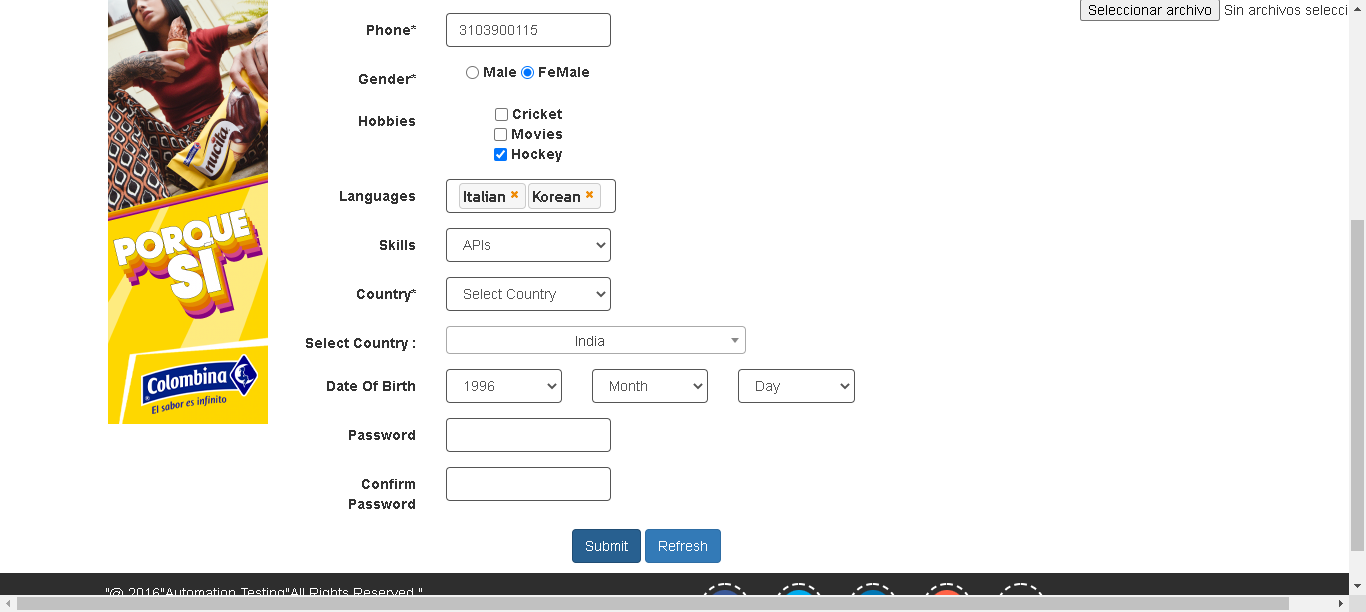 Seleccionar archivo Sin archivos selecci
Phone* 3103900115
Gender* Male FeMale
Hobbies Cricket
Movies
Hockey
Languages Italian Korean
Skills APIs
Country* Select Country
Select Country : India
Date Of Birth 1996 Month Day
Password
Confirm
Password
Submit Refresh
nucita
PORQUE
SÍ
Colombina
El sabor es infinito
"@ 2016"Automation Testing"All Rights Reserved."